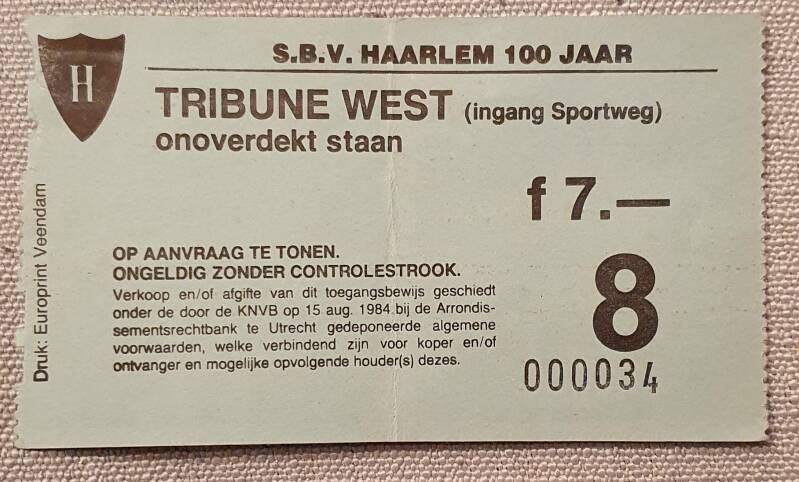 H
S.B.V. HAARLEM 100 JAAR
TRIBUNE WEST (ingang Sportweg)
onoverdekt staan
f 7.—
OP AANVRAAG TE TONEN.
ONGELDIG ZONDER CONTROLESTROOK.
Verkoop en/of afgifte van dit toegangsbewijs geschiedt
onder de door de KNVB op 15 aug. 1984 bij de Arrondis-
sementsrechtbank te Utrecht gedeponeerde algemene
voorwaarden, welke verbindend zijn voor koper en/of
ontvanger en mogelijke opvolgende houder(s) dezes.
8
000034
Druk: Europrint Veendam